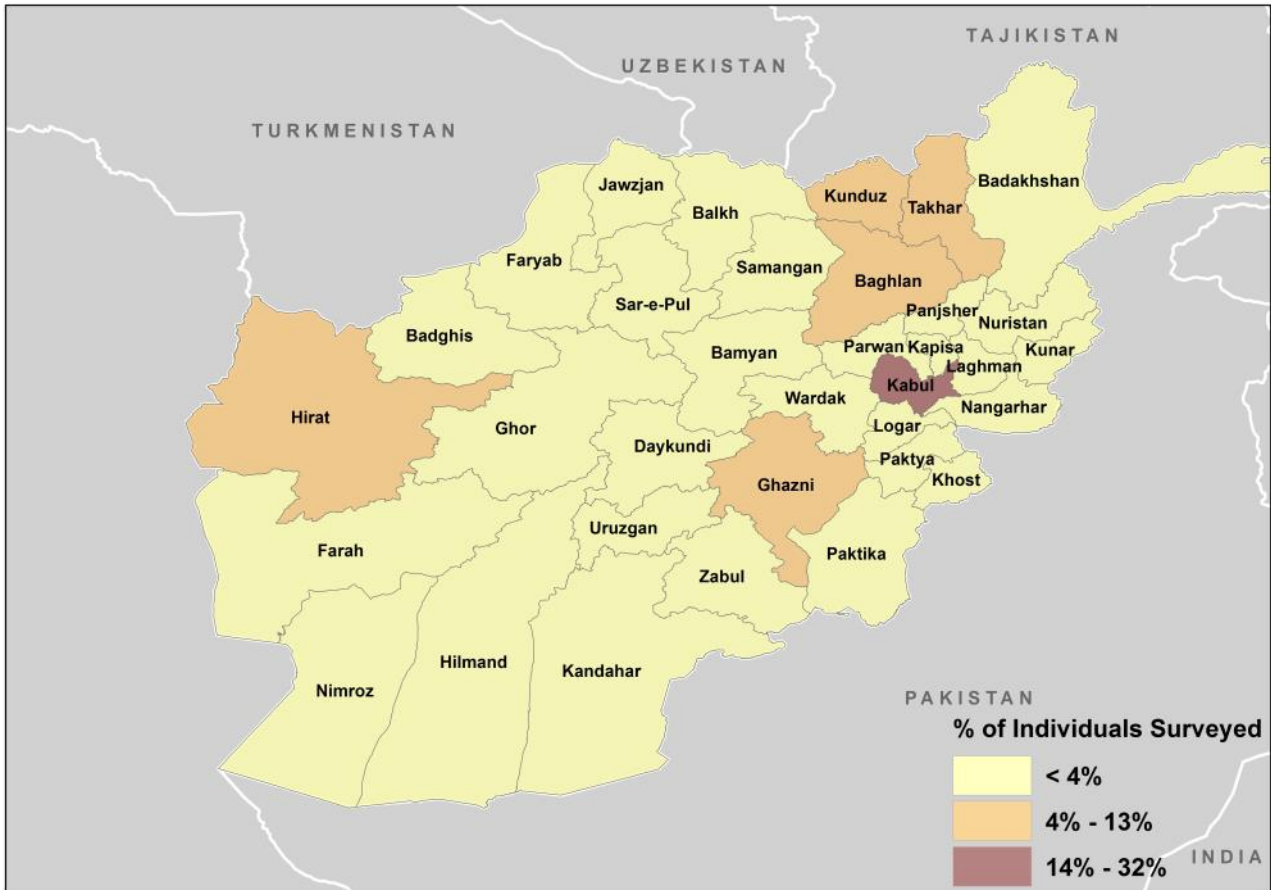 TAJIKISTAN
UZBEKISTAN
TURKMENISTAN
Jawzjan
Balkh
Kunduz
Takhar
Badakhshan
Faryab
Samangan
Baghlan
Sar-e-Pul
Panjsher
Nuristan
Badghis
Bamyan
Parwan
Kapisa
Kunar
Laghman
Kabul
Hirat
Wardak
Nangarhar
Ghor
Logar
Daykundi
Paktya
Khost
Ghazni
Uruzgan
Farah
Paktika
Zabul
Hilmand
Kandahar
Nimroz
PAKISTAN
% of Individuals Surveyed
< 4%
4% - 13%
14% - 32%
INDIA